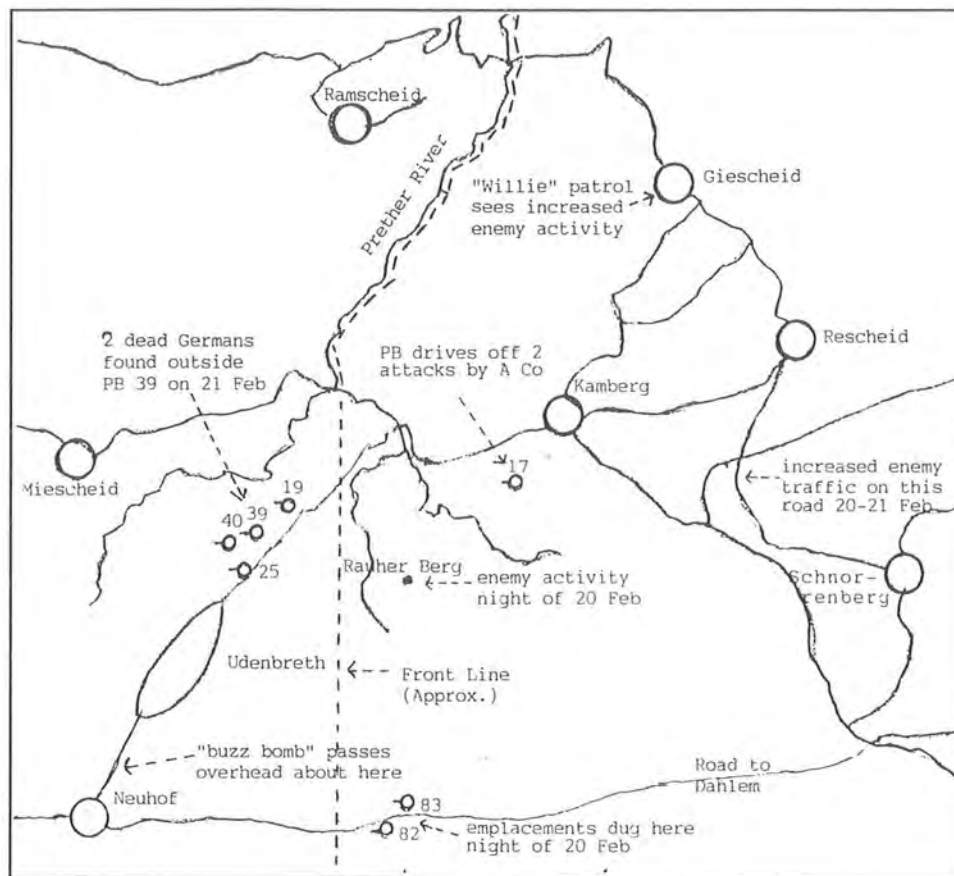 Ramscheid
Prether River
Giescheid
"Willie" patrol
sees increased
enemy activity
2 dead Germans
found outside
PB 39 on 21 Feb
PB drives off 2
attacks by A Co
Rescheid
Kamberg
Miescheid
17
19
40
39
25
increased enemy
traffic on this
road 20-21 Feb
Rauher Berg
enemy activity
night of 20 Feb
Schnor-
renberg
Udenbreth
Front Line
(Approx.)
"buzz bomb" passes
overhead about here
Road to
Dahlem
Neuhof
83
82
emplacements dug here
night of 20 Feb